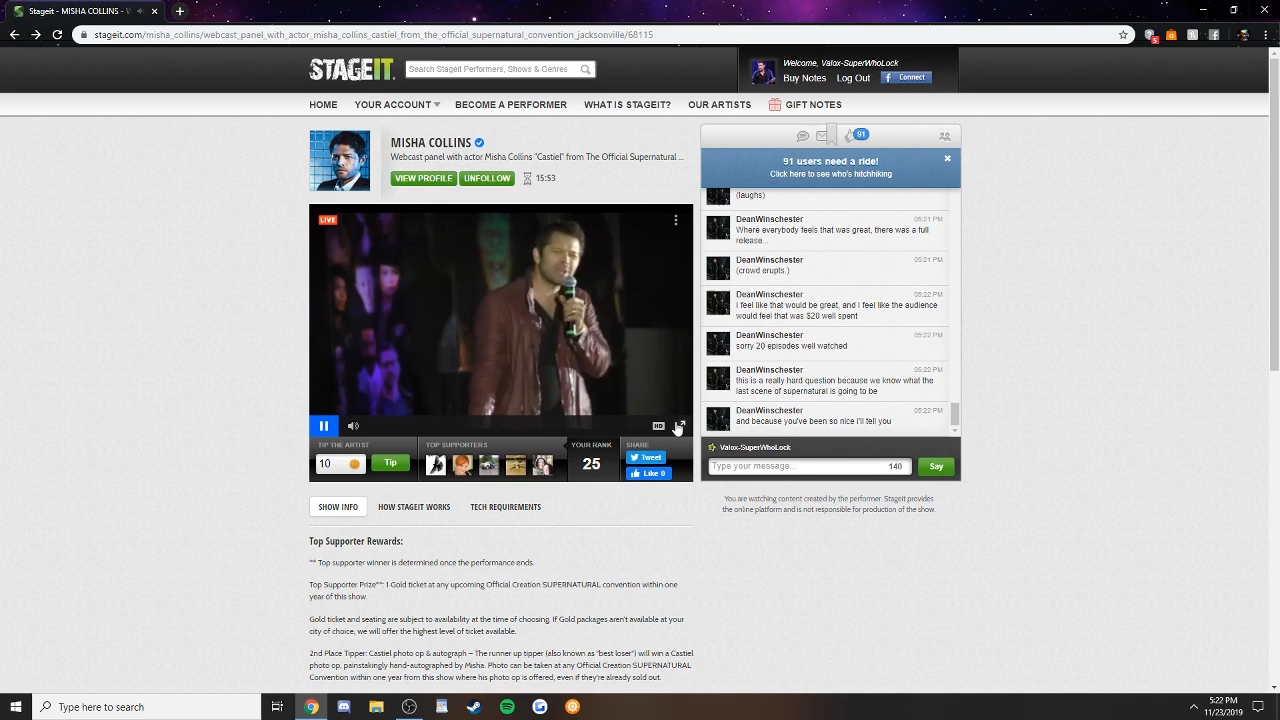 Stageit - MISHA COLLINS - "W
stageit.com/misha_collins/webcast_panel_with_actor_misha_collins_castiel_from_the_official_supernatural_convention_jacksonville/68115
5
STAGEIT.
Search Stageit Performers, Shows & Genres
Welcome, Valox-SuperWhoLock
Buy Notes Log Out f Connect
HOME YOUR ACCOUNT BECOME A PERFORMER WHAT IS STAGEIT? OUR ARTISTS GIFT NOTES
MISHA COLLINS
Webcast panel with actor Misha Collins "Castiel" from The Official Supernatural ...
VIEW PROFILE UNFOLLOW 15:53
LIVE
HD
TIP THE ARTIST TOP SUPPORTERS YOUR RANK SHARE
10 Tip 25 Tweet
Like 0
91
91 users need a ride!
Click here to see who's hitchhiking
(laughs)
DeanWinschester 05:21 PM
Where everybody feels that was great, there was a full
release...
DeanWinschester 05:21 PM
(crowd erupts.)
DeanWinschester 05:22 PM
I feel like that would be great, and I feel like the audience
would feel that was $20 well spent
DeanWinschester 05:22 PM
sorry 20 episodes well watched
DeanWinschester 05:22 PM
this is a really hard question because we know what the
last scene of supernatural is going to be
DeanWinschester 05:22 PM
and because you've been so nice i'll tell you
Valox-SuperWhoLock
Type your message... 140 Say
You are watching content created by the performer. StageIt provides
the online platform and is not responsible for production of the show.
SHOW INFO HOW STAGEIT WORKS TECH REQUIREMENTS
Top Supporter Rewards:
** Top supporter winner is determined once the performance ends.
Top Supporter Prize**: 1 Gold ticket at any upcoming Official Creation SUPERNATURAL convention within one
year of this show.
Gold ticket and seating are subject to availability at the time of choosing. If Gold packages aren't available at your
city of choice, we will offer the highest level of ticket available.
2nd Place Tipper: Castiel photo op & autograph – The runner up tipper (also known as "best loser") will win a Castiel
photo op, painstakingly hand-autographed by Misha. Photo can be taken at any Official Creation SUPERNATURAL
Convention within one year from this show where his photo op is offered, even if they're already sold out.
Type here to search
5:22 PM
11/23/2019